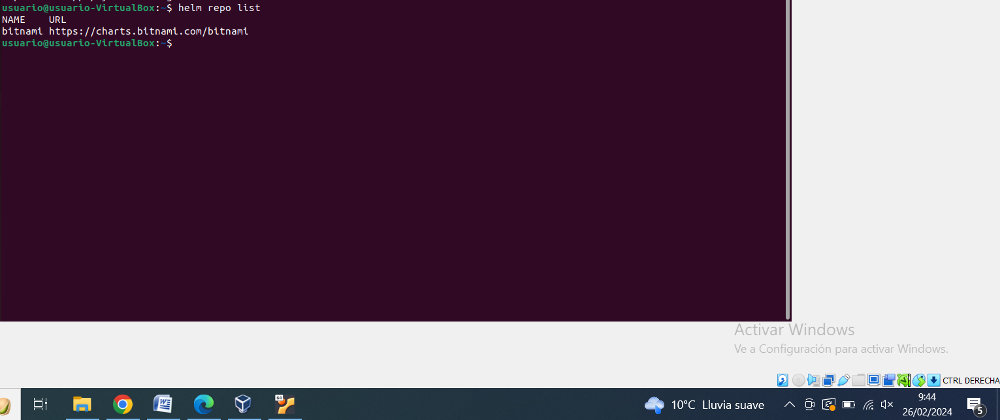 usuario@usuario-VirtualBox:~$ helm repo list
NAME    URL
bitnami https://charts.bitnami.com/bitnami
usuario@usuario-VirtualBox:~$
Activar Windows
Ve a Configuración para activar Windows.
CTRL DERECHA
64
10°C Lluvia suave
9:44
26/02/2024
5